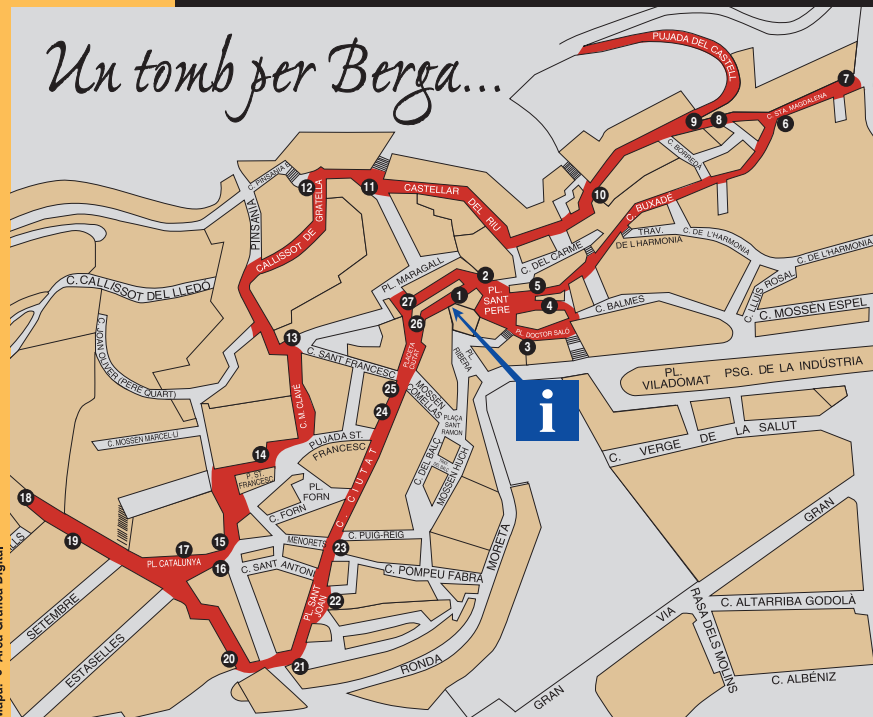 Un tomb per Berga...
PUJADA DEL CASTELL
7
C. STA. MAGDALENA
9
8
6
C. BORREDÀ
C. PINSANIA
12
11
CASTELLAR
DEL RIU
10
CALLISSOT DE
GRATELLA
PINSANIA
C. BUXADÉ
TRAV.
DE L'HARMONIA
C. DE L'HARMONIA
C. DE L'HARMONIA
C. DEL CARME
PL. MARAGALL
2
5
1
4
PL.
SANT
PERE
27
26
C. BALMES
C. LLUÍS ROSAL
C. MOSSÈN ESPEL
C. CALLISSOT DEL LLEDÓ
PL. DOCTOR SALÓ
3
PLACETA
CIUTAT
PL.
RIBERA
C. JOAN OLIVER (PERE QUART)
13
C. SANT FRANCESC
PL.
VILADOMAT
PSG. DE LA INDÚSTRIA
i
25
24
MOSSÈN
COMELLAS
C. M. CLAVÉ
PLAÇA
SANT
RAMON
C. MOSSÈN MARCEL·LÍ
PUJADA ST.
FRANCESC
C. VERGE DE LA SALUT
14
P. ST.
FRANCESC
C. DEL BALÇ
MOSSÈN HUCH
PL.
FORN
C. FORN
C. CIUTAT
18
19
GRAN
17
15
PL. CATALUNYA
16
MENORETS
C. PUIG-REIG
23
MORETA
C. SANT ANTONI
C. POMPEU FABRA
SETEMBRE
ESTASELLES
PL. SANT
JOAN
22
VIA
RASA DELS MOLINS
C. ALTARRIBA GODOLÀ
20
21
RONDA
C. ALBÉNIZ
GRAN
Àrea Gràfica Digital